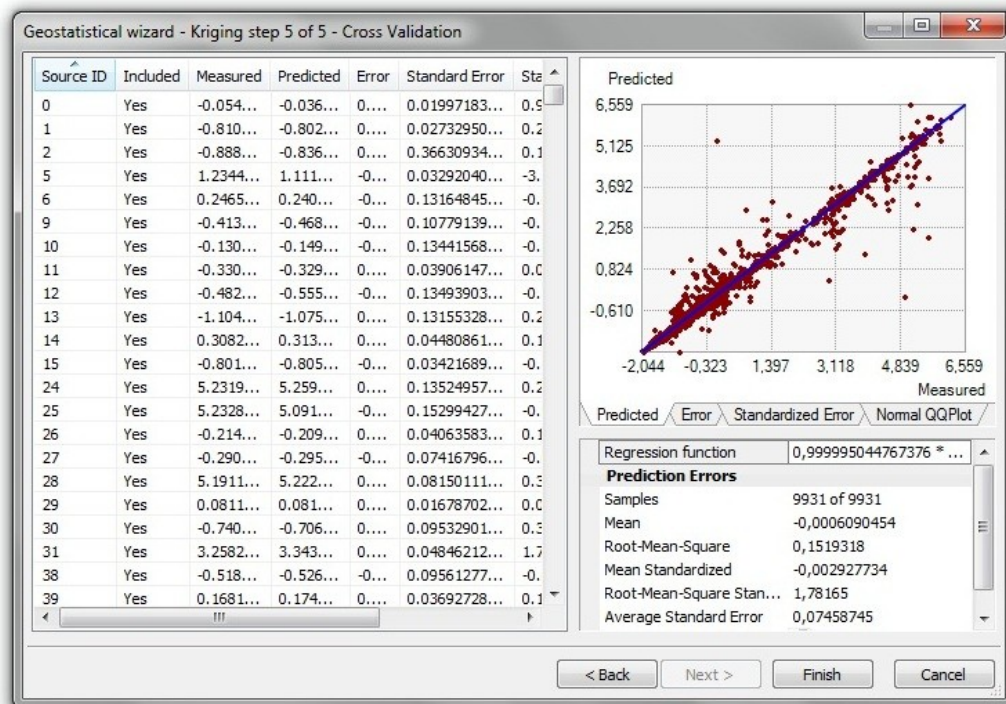 Geostatistical wizard - Kriging step 5 of 5 - Cross Validation
Source ID Included Measured Predicted Error Standard Error Sta
0 Yes -0.054... -0.036... 0.... 0.01997183... 0.9
1 Yes -0.810... -0.802... 0.... 0.02732950... 0.2
2 Yes -0.888... -0.836... 0.... 0.36630934... 0.1
5 Yes 1.2344... 1.111... -0... 0.03292040... -3.
6 Yes 0.2465... 0.240... -0... 0.13164845... -0.
9 Yes -0.413... -0.468... -0... 0.10779139... -0.
10 Yes -0.130... -0.149... -0... 0.13441568... -0.
11 Yes -0.330... -0.329... 0.... 0.03906147... 0.0
12 Yes -0.482... -0.555... -0... 0.13493903... -0.
13 Yes -1.104... -1.075... 0.... 0.13155328... 0.2
14 Yes 0.3082... 0.313... 0.... 0.04480861... 0.1
15 Yes -0.801... -0.805... -0... 0.03421689... -0.
24 Yes 5.2319... 5.259... 0.... 0.13524957... 0.2
25 Yes 5.2328... 5.091... -0... 0.15299427... -0.
26 Yes -0.214... -0.209... 0.... 0.04063583... 0.1
27 Yes -0.290... -0.295... -0... 0.07416796... -0.
28 Yes 5.1911... 5.222... 0.... 0.08150111... 0.3
29 Yes 0.0811... 0.081... 0.... 0.01678702... 0.0
30 Yes -0.740... -0.706... 0.... 0.09532901... 0.3
31 Yes 3.2582... 3.343... 0.... 0.04846212... 1.7
38 Yes -0.518... -0.526... -0... 0.09561277... -0.
39 Yes 0.1681... 0.174... 0.... 0.03692728... 0.1
Predicted
6,559
5,125
3,692
2,258
0,824
-0,610
-2,044 -0,323 1,397 3,118 4,839 6,559
Measured
Predicted Error Standardized Error Normal QQPlot
Regression function 0,999995044767376 * ...
Prediction Errors
Samples 9931 of 9931
Mean -0,0006090454
Root-Mean-Square 0,1519318
Mean Standardized -0,002927734
Root-Mean-Square Stan... 1,78165
Average Standard Error 0,07458745
< Back Next > Finish Cancel